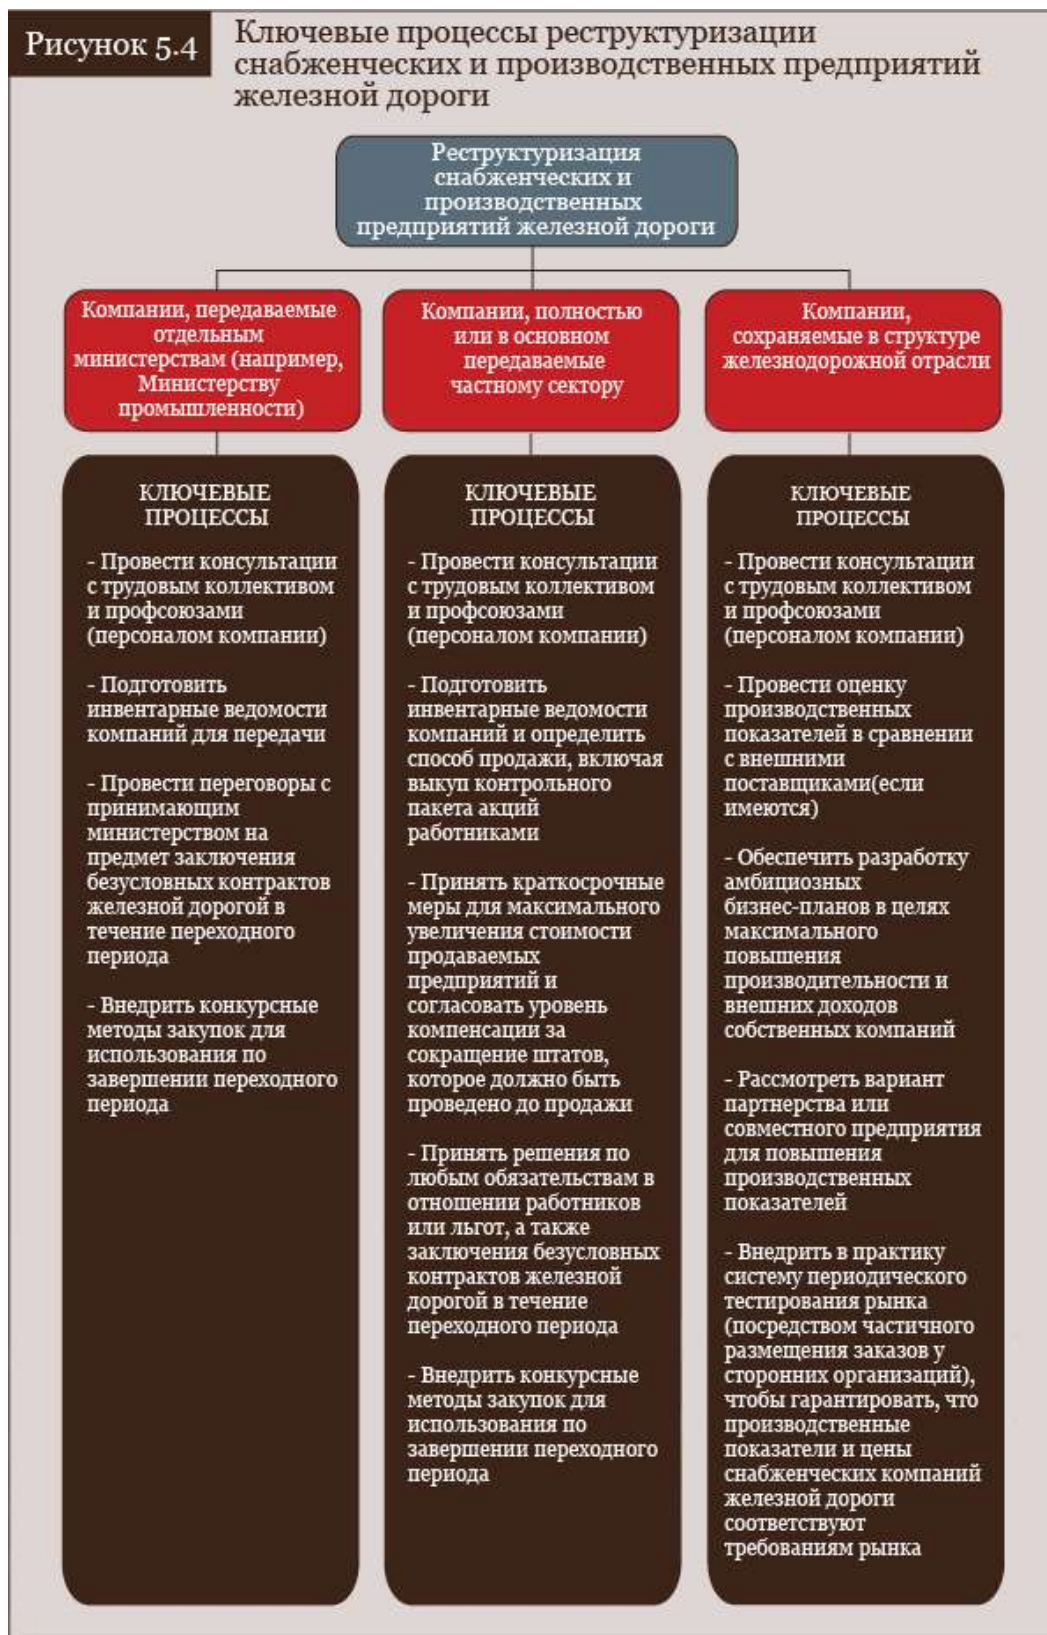 Рисунок 5.4
Ключевые процессы реструктуризации
снабженческих и производственных предприятий
железной дороги
Реструктуризация
снабженческих и
производственных
предприятий железной дороги
Компании, передаваемые
отдельным
министерствам (например,
Министерству
промышленности)
Компании, полностью
или в основном
передаваемые
частному сектору
Компании,
сохраняемые в структуре
железнодорожной отрасли
КЛЮЧЕВЫЕ
ПРОЦЕССЫ
- Провести консультации
с трудовым коллективом
и профсоюзами
(персоналом компании)
- Подготовить
инвентарные ведомости
компаний для передачи
- Провести переговоры с
принимающим
министерством на
предмет заключения
безусловных контрактов
железной дорогой в
течение переходного
периода
- Внедрить конкурсные
методы закупок для
использования по
завершении переходного
периода
КЛЮЧЕВЫЕ
ПРОЦЕССЫ
- Провести консультации
с трудовым коллективом
и профсоюзами
(персоналом компании)
- Подготовить
инвентарные ведомости
компаний и определить
способ продажи, включая
выкуп контрольного
пакета акций
работниками
- Принять краткосрочные
меры для максимального
увеличения стоимости
продаваемых
предприятий и
согласовать уровень
компенсации за
сокращение штатов,
которое должно быть
проведено до продажи
- Принять решения по
любым обязательствам в
отношении работников
или льгот, а также
заключения безусловных
контрактов железной
дорогой в течение
переходного периода
- Внедрить конкурсные
методы закупок для
использования по
завершении переходного
периода
КЛЮЧЕВЫЕ
ПРОЦЕССЫ
- Провести консультации
с трудовым коллективом
и профсоюзами
(персоналом компании)
- Провести оценку
производственных
показателей в сравнении
с внешними
поставщиками(если
имеются)
- Обеспечить разработку
амбициозных
бизнес-планов в целях
максимального
повышения
производительности и
внешних доходов
собственных компаний
- Рассмотреть вариант
партнерства или
совместного предприятия
для повышения
производственных
показателей
- Внедрить в практику
систему периодического
тестирования рынка
(посредством частичного
размещения заказов у
сторонних организаций),
чтобы гарантировать, что
производственные
показатели и цены
снабженческих компаний
железной дороги
соответствуют
требованиям рынка